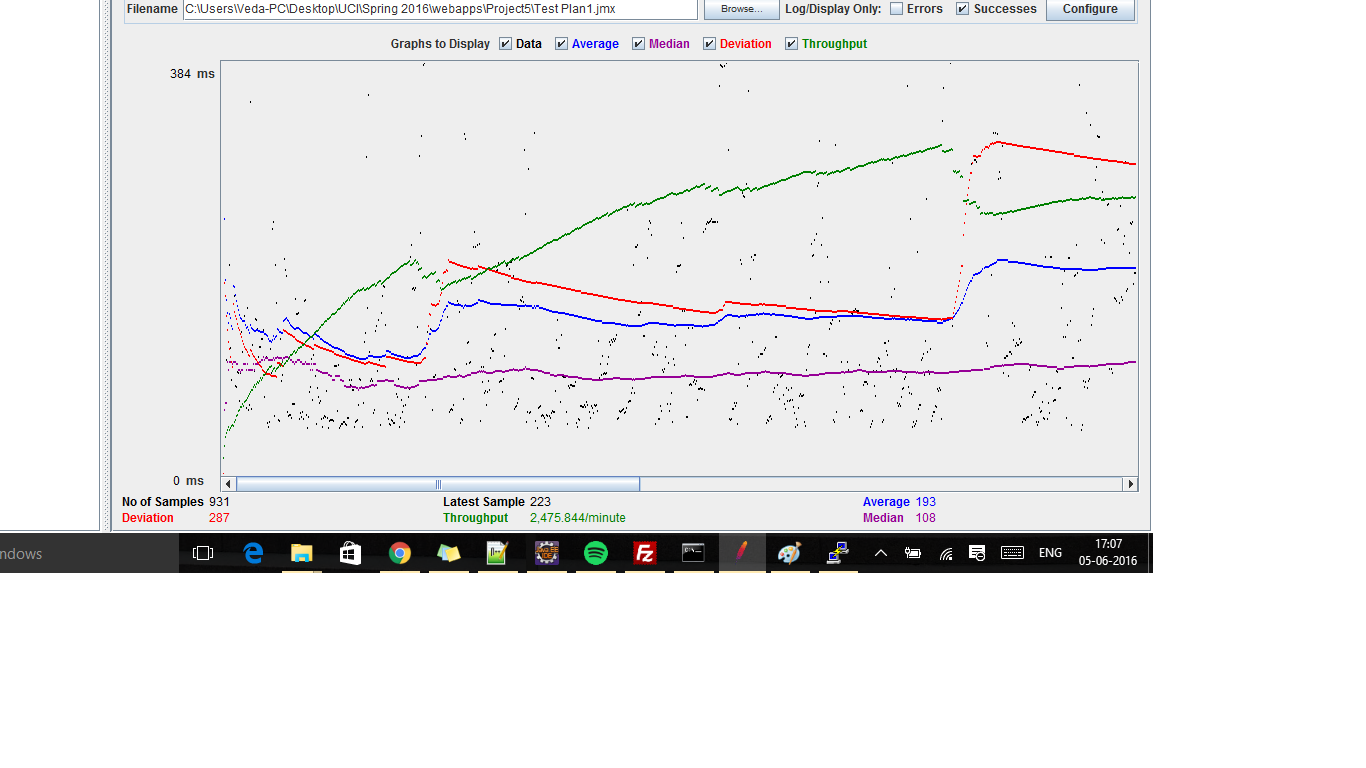 Filename C:\Users\Veda-PC\Desktop\UCI\Spring 2016\webapps\Project5\Test Plan1.jmx Browse... Log/Display Only: Errors Successes Configure
Graphs to Display Data Average Median Deviation Throughput
384 ms
0 ms
No of Samples 931 Latest Sample 223 Average 193
Deviation 287 Throughput 2,475.844/minute Median 108
ndows ENG 17:07
05-06-2016